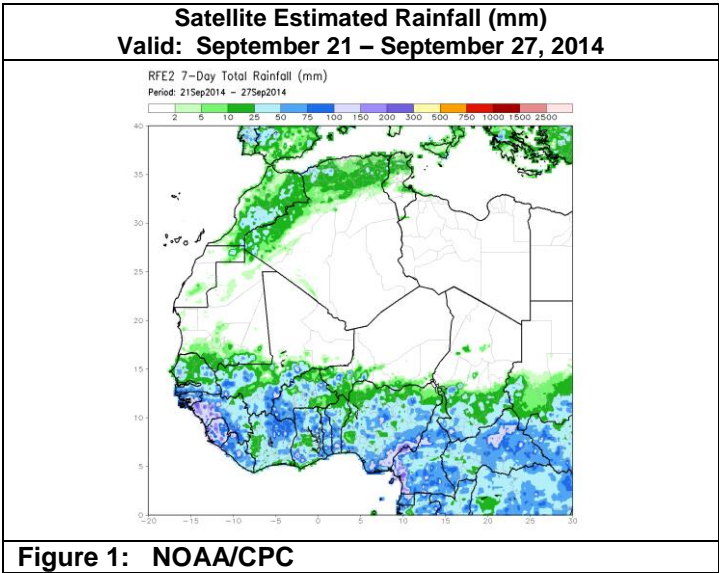 Satellite Estimated Rainfall (mm)
Valid: September 21 – September 27, 2014
RFE2 7-Day Total Rainfall (mm)
Period: 21Sep2014 – 27Sep2014
2 5 10 25 50 75 100 150 200 300 500 750 1000 1500 2500
40
35
30
25
20
15
10
5
0
-20 -15 -10 -5 0 5 10 15 20 25 30
Figure 1: NOAA/CPC